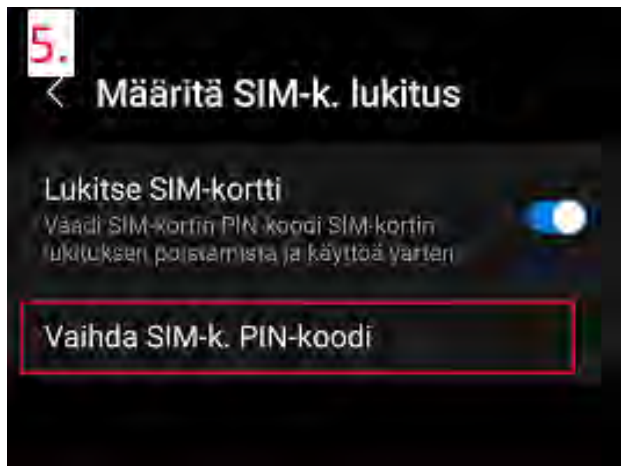 5.
< Määritä SIM-k. lukitus
Lukitse SIM-kortti
Vaadi SIM-kortin PIN-koodi SIM-kortin
lukituksen poistamista ja käyttöä varten
Vaihda SIM-k. PIN-koodi